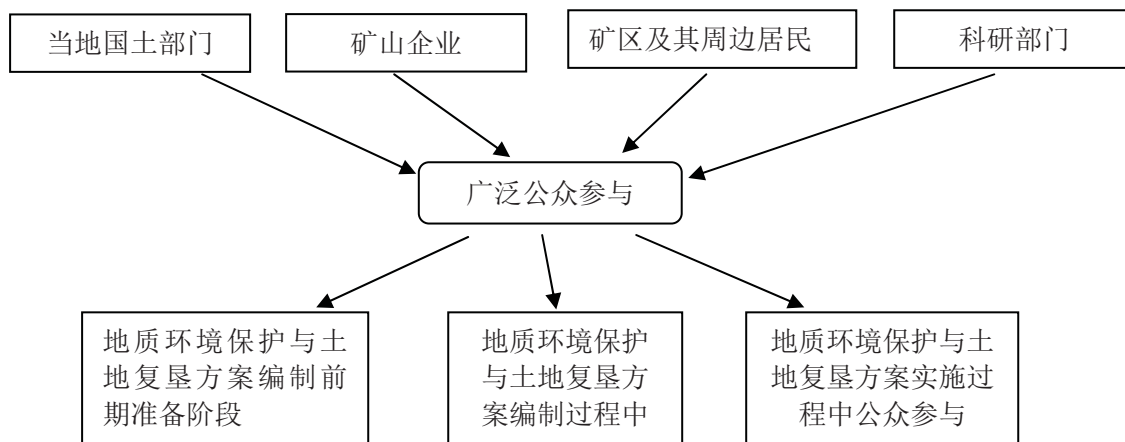 当地国土部门
矿山企业
矿区及其周边居民
科研部门
广泛公众参与
地质环境保护与土
地复垦方案编制前
期准备阶段
地质环境保护
与土地复垦方
案编制过程中
地质环境保护与土
地复垦方案实施过
程中公众参与